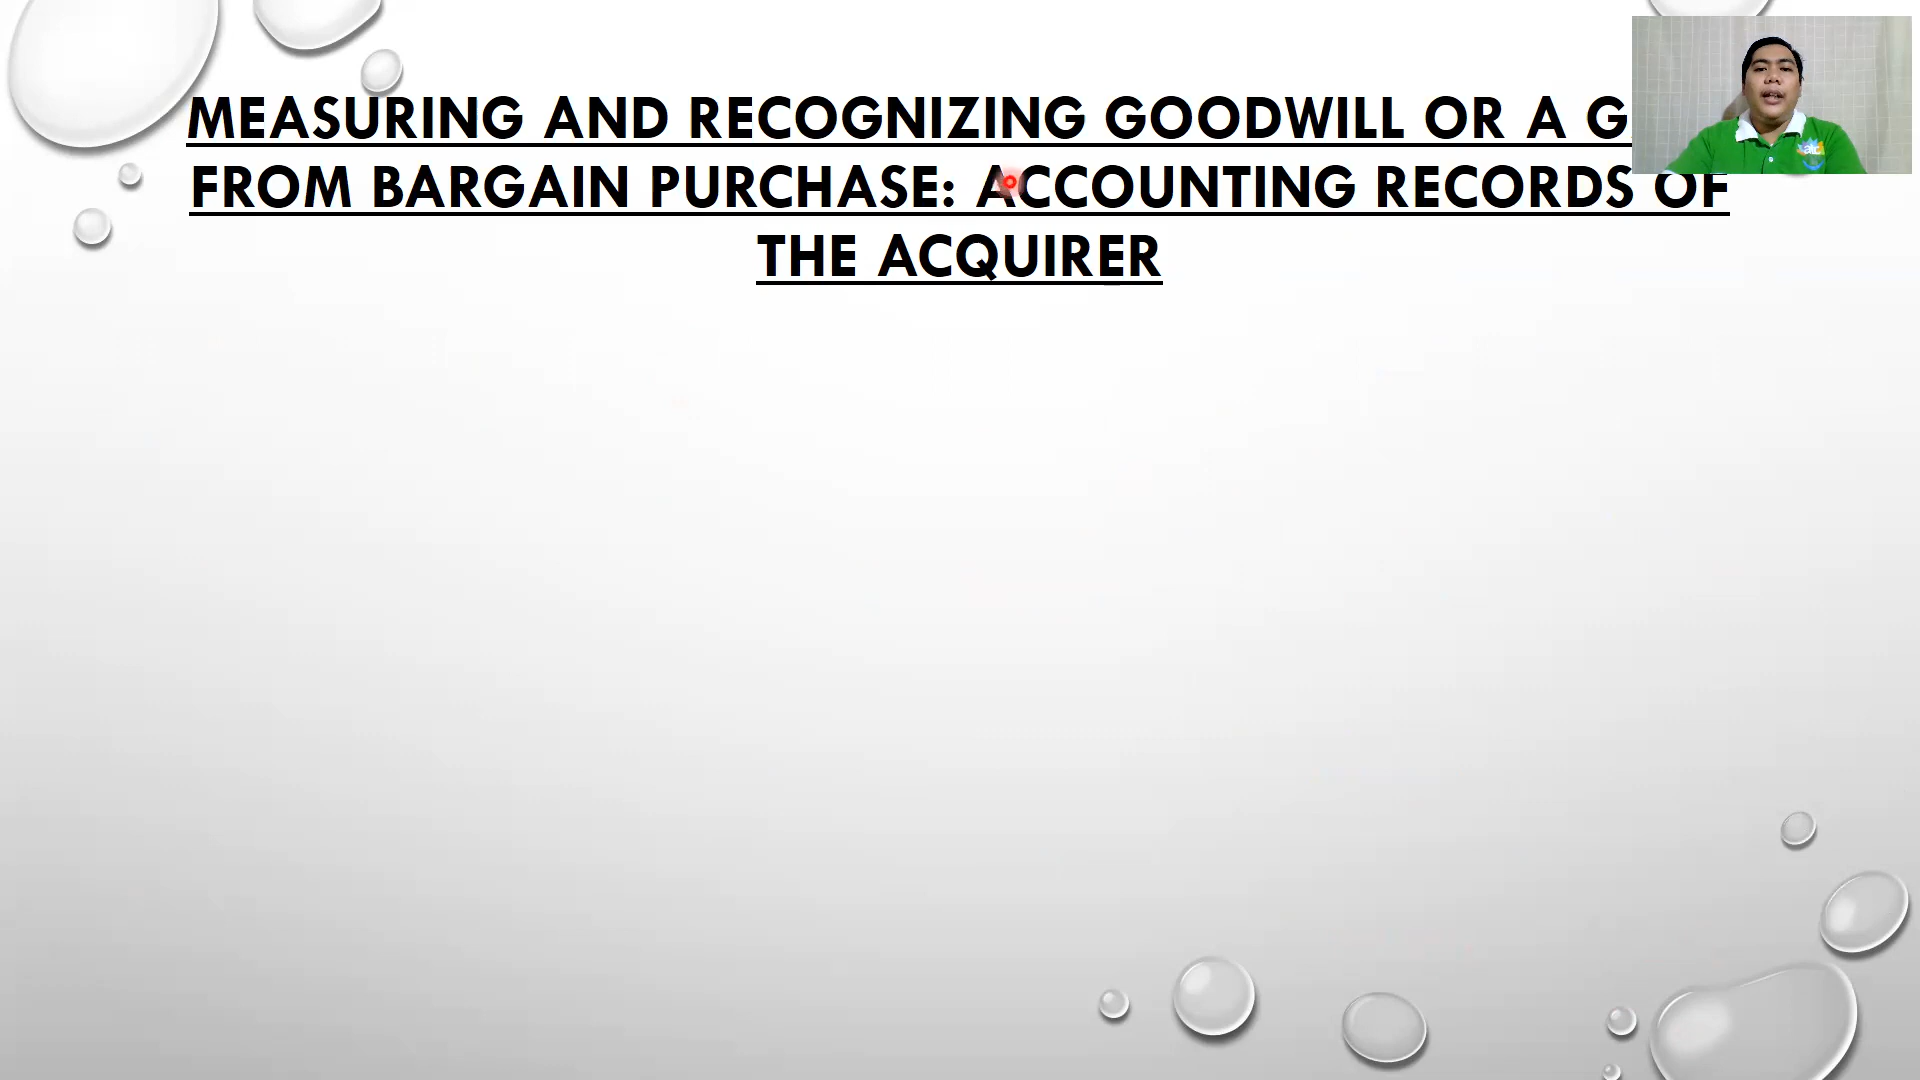 MEASURING AND RECOGNIZING GOODWILL OR A
FROM BARGAIN PURCHASE: ACCOUNTING RECORDS OF
THE ACQUIRER